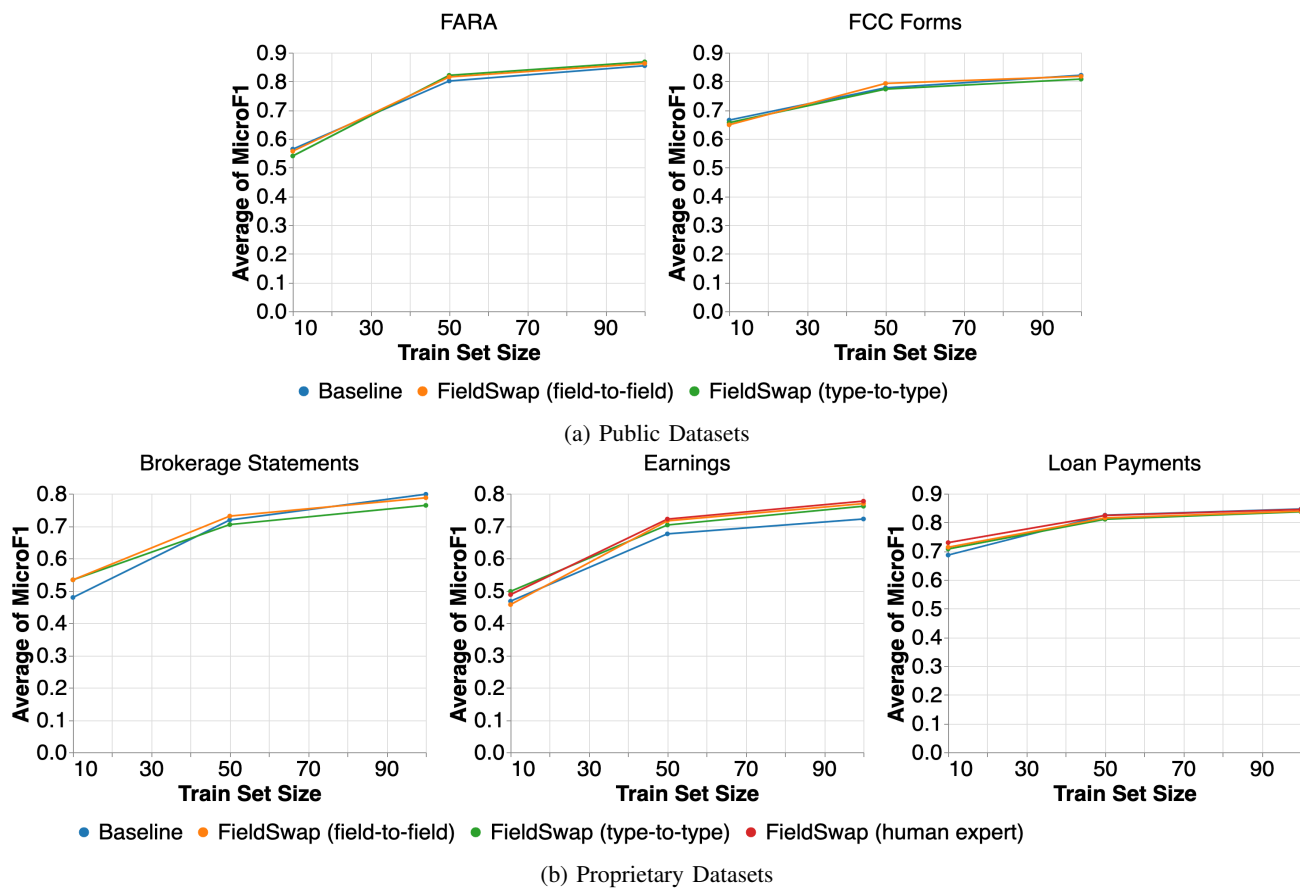 FARA
FCC Forms
Average of MicroF1
0.9
0.8
0.7
0.6
0.5
0.4
0.3
0.2
0.1
0.0
10 30 50 70 90
Train Set Size
Average of MicroF1
0.9
0.8
0.7
0.6
0.5
0.4
0.3
0.2
0.1
0.0
10 30 50 70 90
Train Set Size
Baseline FieldSwap (field-to-field) FieldSwap (type-to-type)
(a) Public Datasets
Brokerage Statements
Earnings
Loan Payments
Average of MicroF1
0.8
0.7
0.6
0.5
0.4
0.3
0.2
0.1
0.0
10 30 50 70 90
Train Set Size
Average of MicroF1
0.8
0.7
0.6
0.5
0.4
0.3
0.2
0.1
0.0
10 30 50 70 90
Train Set Size
Average of MicroF1
0.9
0.8
0.7
0.6
0.5
0.4
0.3
0.2
0.1
0.0
10 30 50 70 90
Train Set Size
Baseline FieldSwap (field-to-field) FieldSwap (type-to-type) FieldSwap (human expert)
(b) Proprietary Datasets